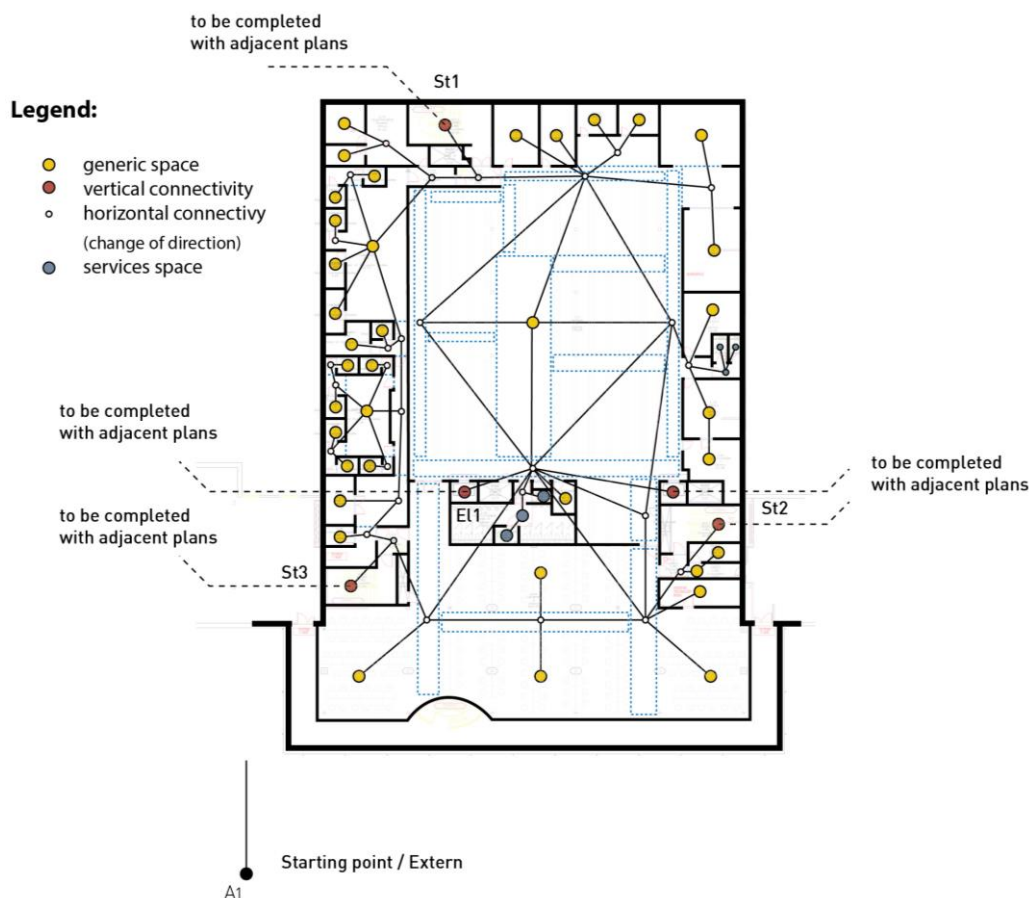 to be completed
with adjacent plans
St1
Legend:
generic space
vertical connectivity
horizontal connectivy
(change of direction)
services space
to be completed
with adjacent plans
to be completed
with adjacent plans
El1
St2
to be completed
with adjacent plans
St3
Starting point / Extern
A1